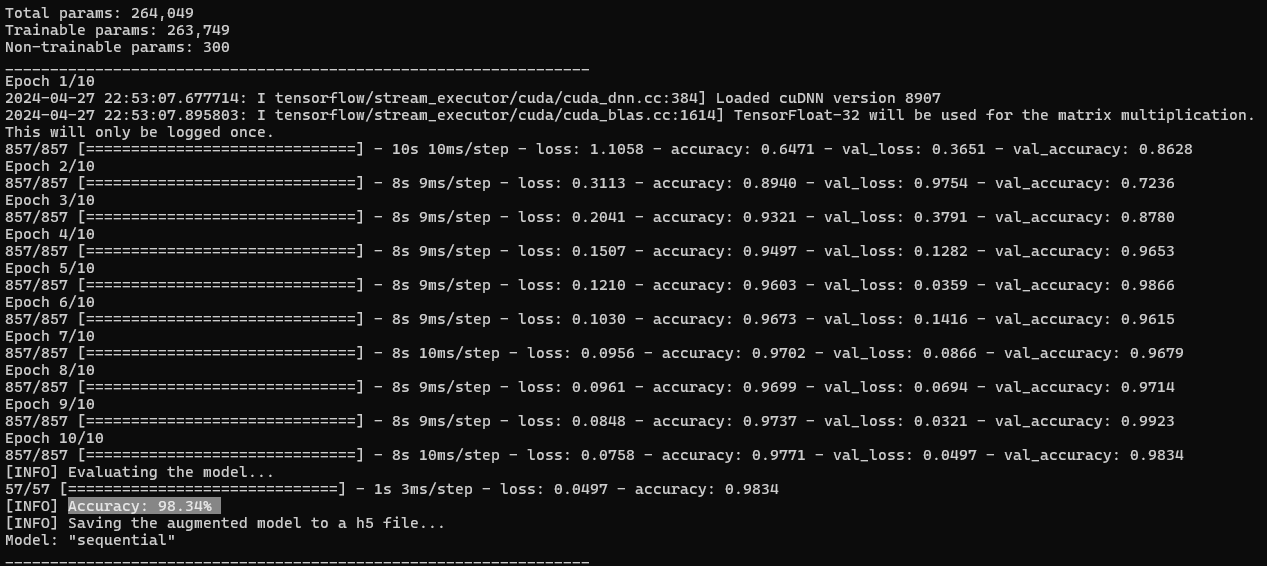 Total params: 264,049
Trainable params: 263,749
Non-trainable params: 300
_________________________________________________________________
Epoch 1/10
2024-04-27 22:53:07.677714: I tensorflow/stream_executor/cuda/cuda_dnn.cc:384] Loaded cuDNN version 8907
2024-04-27 22:53:07.895803: I tensorflow/stream_executor/cuda/cuda_blas.cc:1614] TensorFloat-32 will be used for the matrix multiplication.
This will only be logged once.
857/857 [==============================] - 10s 10ms/step - loss: 1.1058 - accuracy: 0.6471 - val_loss: 0.3651 - val_accuracy: 0.8628
Epoch 2/10
857/857 [==============================] - 8s 9ms/step - loss: 0.3113 - accuracy: 0.8940 - val_loss: 0.9754 - val_accuracy: 0.7236
Epoch 3/10
857/857 [==============================] - 8s 9ms/step - loss: 0.2041 - accuracy: 0.9321 - val_loss: 0.3791 - val_accuracy: 0.8780
Epoch 4/10
857/857 [==============================] - 8s 9ms/step - loss: 0.1507 - accuracy: 0.9497 - val_loss: 0.1282 - val_accuracy: 0.9653
Epoch 5/10
857/857 [==============================] - 8s 9ms/step - loss: 0.1210 - accuracy: 0.9603 - val_loss: 0.0359 - val_accuracy: 0.9866
Epoch 6/10
857/857 [==============================] - 8s 9ms/step - loss: 0.1030 - accuracy: 0.9673 - val_loss: 0.1416 - val_accuracy: 0.9615
Epoch 7/10
857/857 [==============================] - 8s 10ms/step - loss: 0.0956 - accuracy: 0.9702 - val_loss: 0.0866 - val_accuracy: 0.9679
Epoch 8/10
857/857 [==============================] - 8s 9ms/step - loss: 0.0961 - accuracy: 0.9699 - val_loss: 0.0694 - val_accuracy: 0.9714
Epoch 9/10
857/857 [==============================] - 8s 9ms/step - loss: 0.0848 - accuracy: 0.9737 - val_loss: 0.0321 - val_accuracy: 0.9923
Epoch 10/10
857/857 [==============================] - 8s 10ms/step - loss: 0.0758 - accuracy: 0.9771 - val_loss: 0.0497 - val_accuracy: 0.9834
[INFO] Evaluating the model...
57/57 [==============================] - 1s 3ms/step - loss: 0.0497 - accuracy: 0.9834
[INFO] Accuracy: 98.34%
[INFO] Saving the augmented model to a h5 file...
Model: "sequential"
_________________________________________________________________